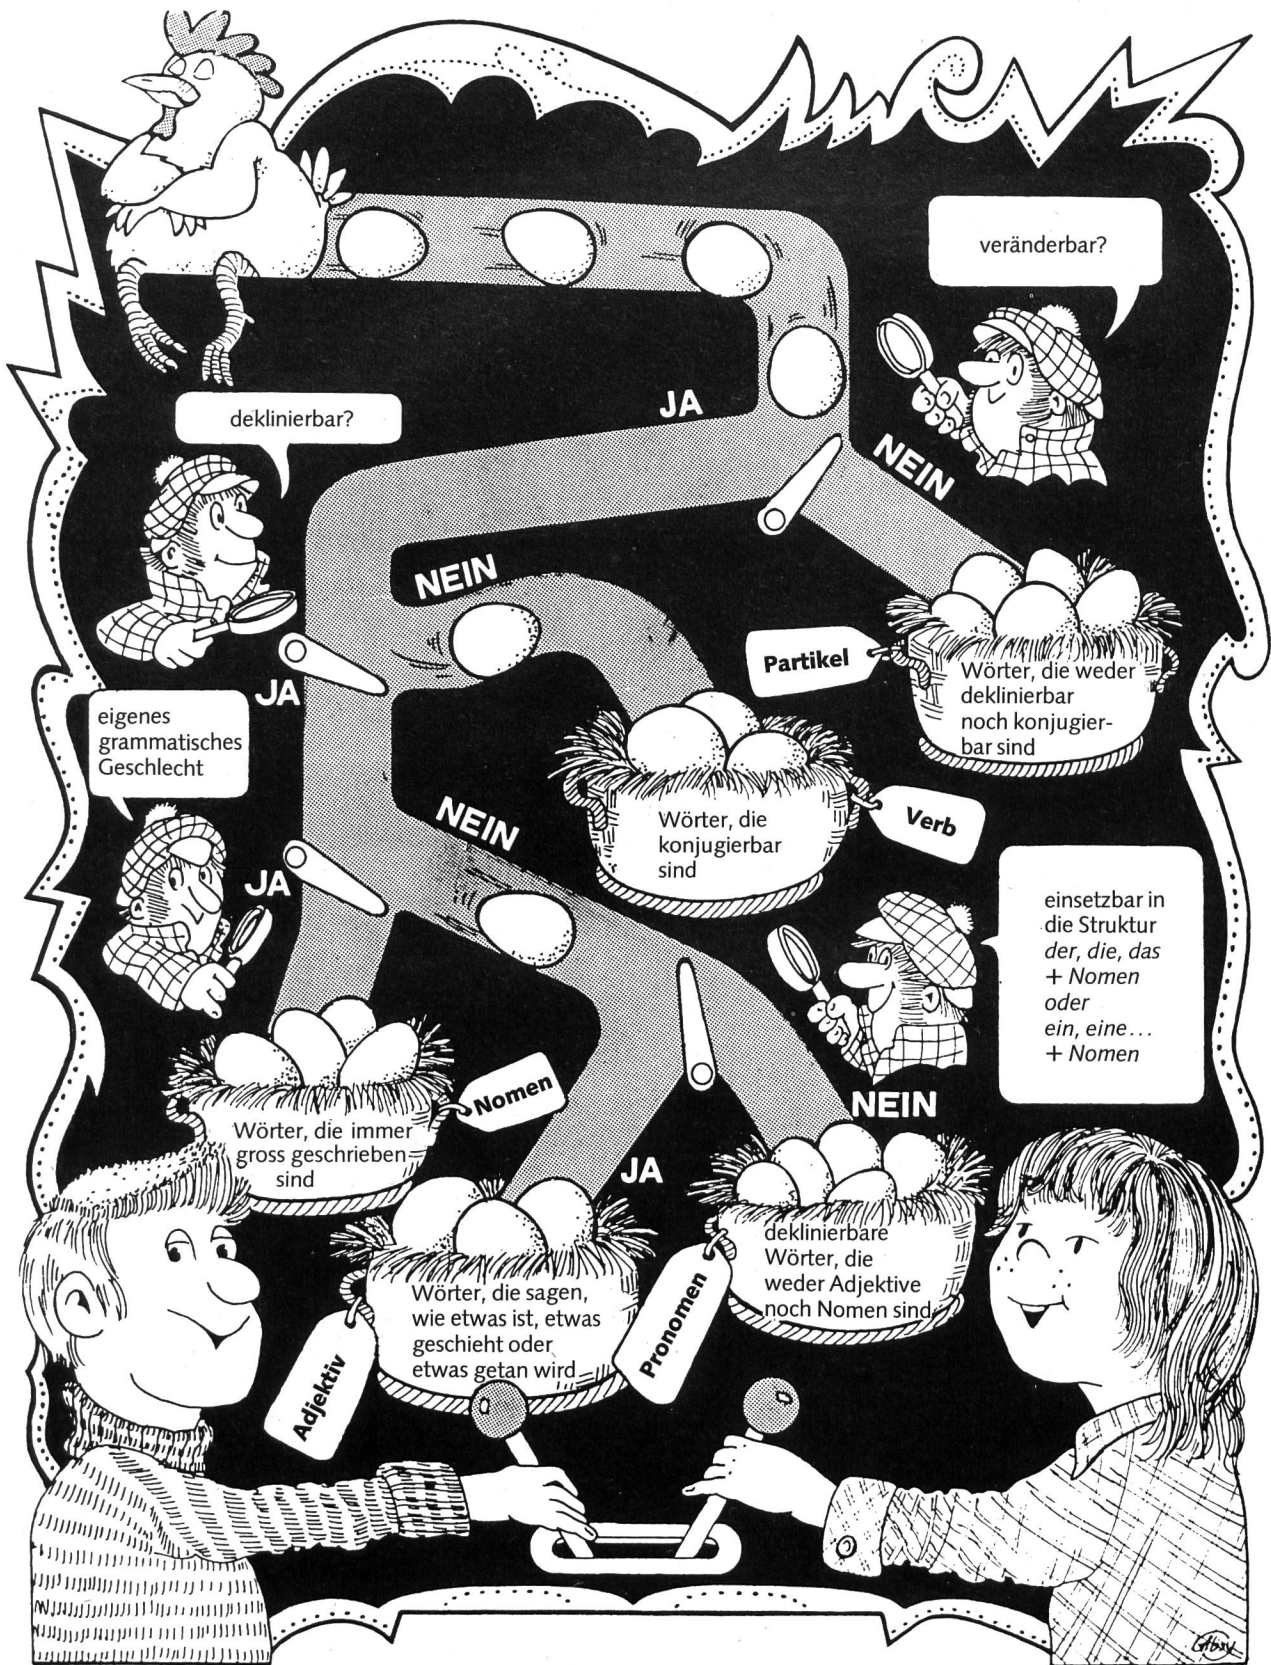 veränderbar?
JA
NEIN
deklinierbar?
NEIN
JA
Partikel
Wörter, die weder
deklinierbar
noch konjugier-
bar sind
eigenes
grammatisches
Geschlecht
NEIN
JA
Wörter, die
konjugierbar
sind
Verb
einsetzbar in
die Struktur
der, die, das
+ Nomen
oder
ein, eine...
+ Nomen
Nomen
Wörter, die immer
gross geschrieben
sind
NEIN
JA
deklinierbare
Wörter, die
weder Adjektive
noch Nomen sind
Pronomen
Wörter, die sagen,
wie etwas ist, etwas
geschieht oder
etwas getan wird
Adjektiv